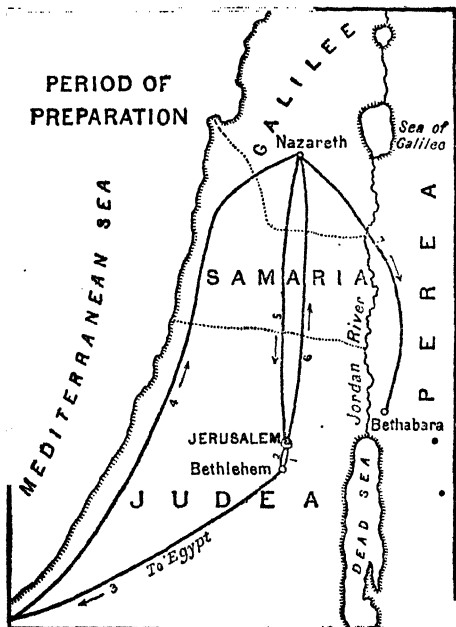 PERIOD OF
PREPARATION
GALILEE
Nazareth
Sea of
Galilee
MEDITERRANEAN SEA
SAMARIA
PEREA
Jordan River
7
5
6
4
JERUSALEM
2
1
Bethlehem
Bethabara
JUDEA
DEAD SEA
To Egypt
3